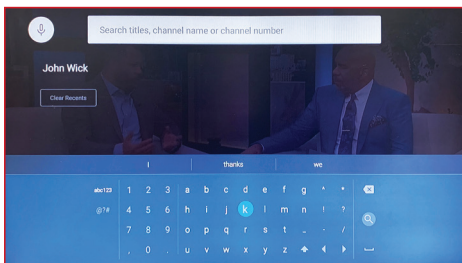 Search titles, channel name or channel number
John Wick
Clear Recents
I thanks we
abc123 1 2 3 a b c d e f g
@?# 4 5 6 h i j k l m n ! ?
7 8 9 o p q r s t - /
, 0 . u v w x y z